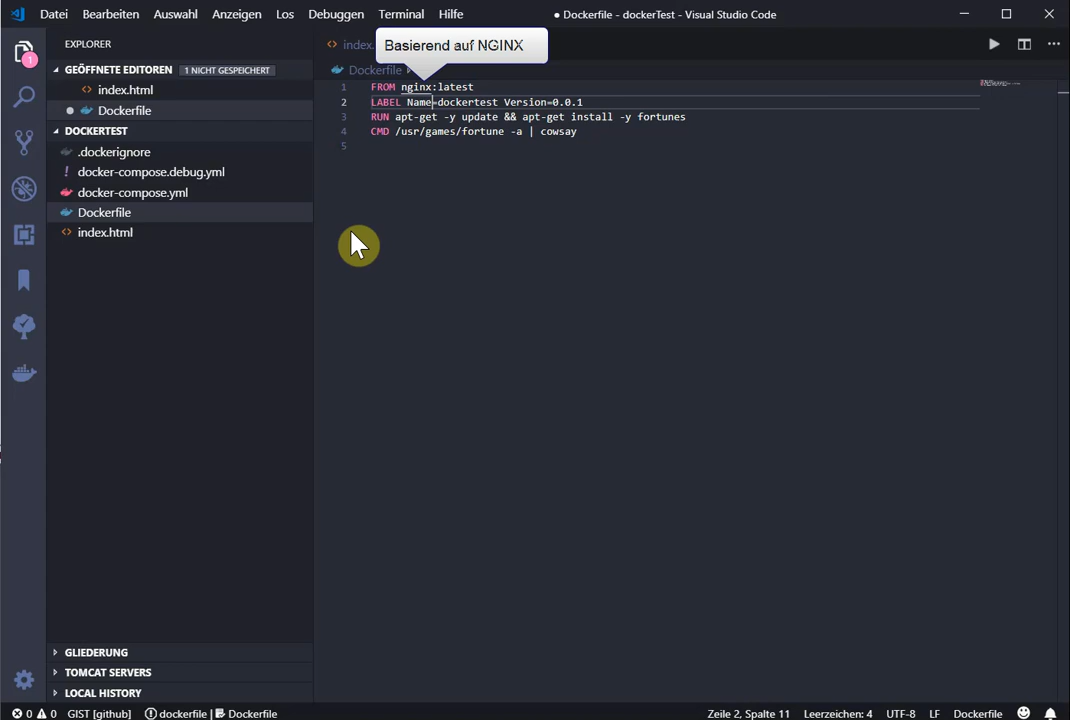 Datei Bearbeiten Auswahl Anzeigen Los Debuggen Terminal Hilfe ● Dockerfile - dockerTest - Visual Studio Code
EXPLORER
1
GEÖFFNETE EDITOREN 1 NICHT GESPEICHERT
<> index.html
Dockerfile
DOCKERTEST
.dockerignore
! docker-compose.debug.yml
docker-compose.yml
Dockerfile
<> index.html
GLIEDERUNG
TOMCAT SERVERS
LOCAL HISTORY
<> index.
Basierend auf NGINX
Dockerfile
1 FROM nginx:latest
2 LABEL Name=dockertest Version=0.0.1
3 RUN apt-get -y update && apt-get install -y fortunes
4 CMD /usr/games/fortune -a | cowsay
5
0 0 GIST [github] dockerfile | Dockerfile Zeile 2, Spalte 11 Leerzeichen: 4 UTF-8 LF Dockerfile